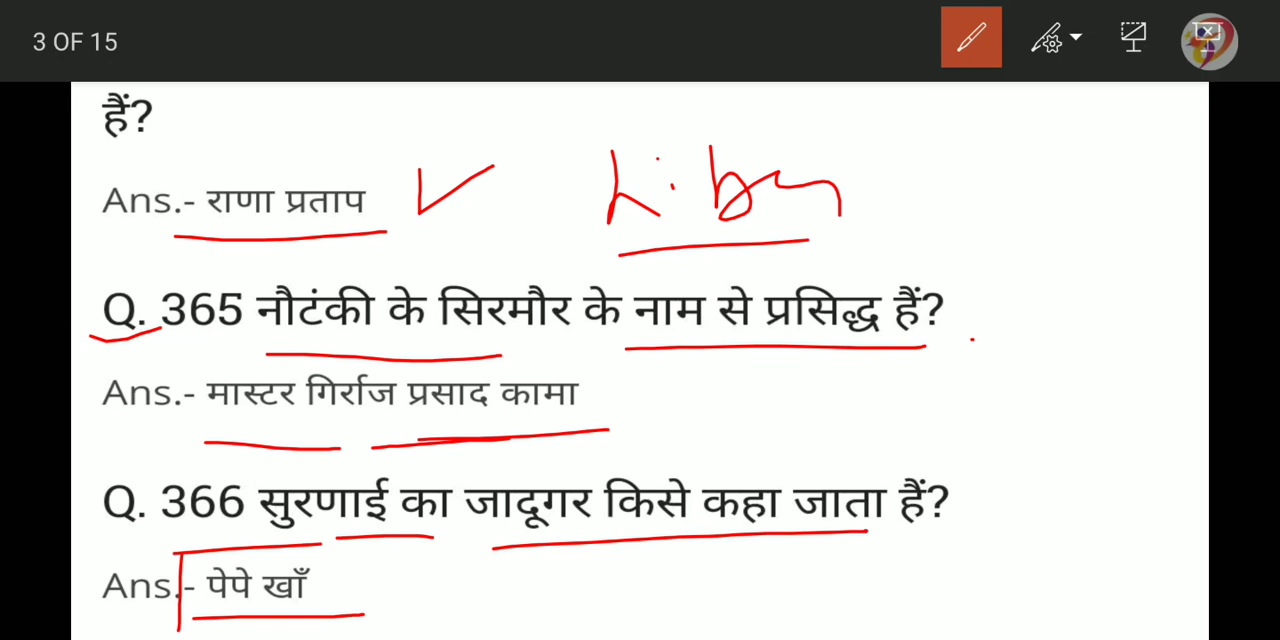 3 OF 15
हैं?
Ans.- राणा प्रताप
Q. 365 नौटंकी के सिरमौर के नाम से प्रसिद्ध हैं?
Ans.- मास्टर गिर्राज प्रसाद कामा
Q. 366 सुरणाई का जादूगर किसे कहा जाता हैं?
Ans.- पेपे खाँ